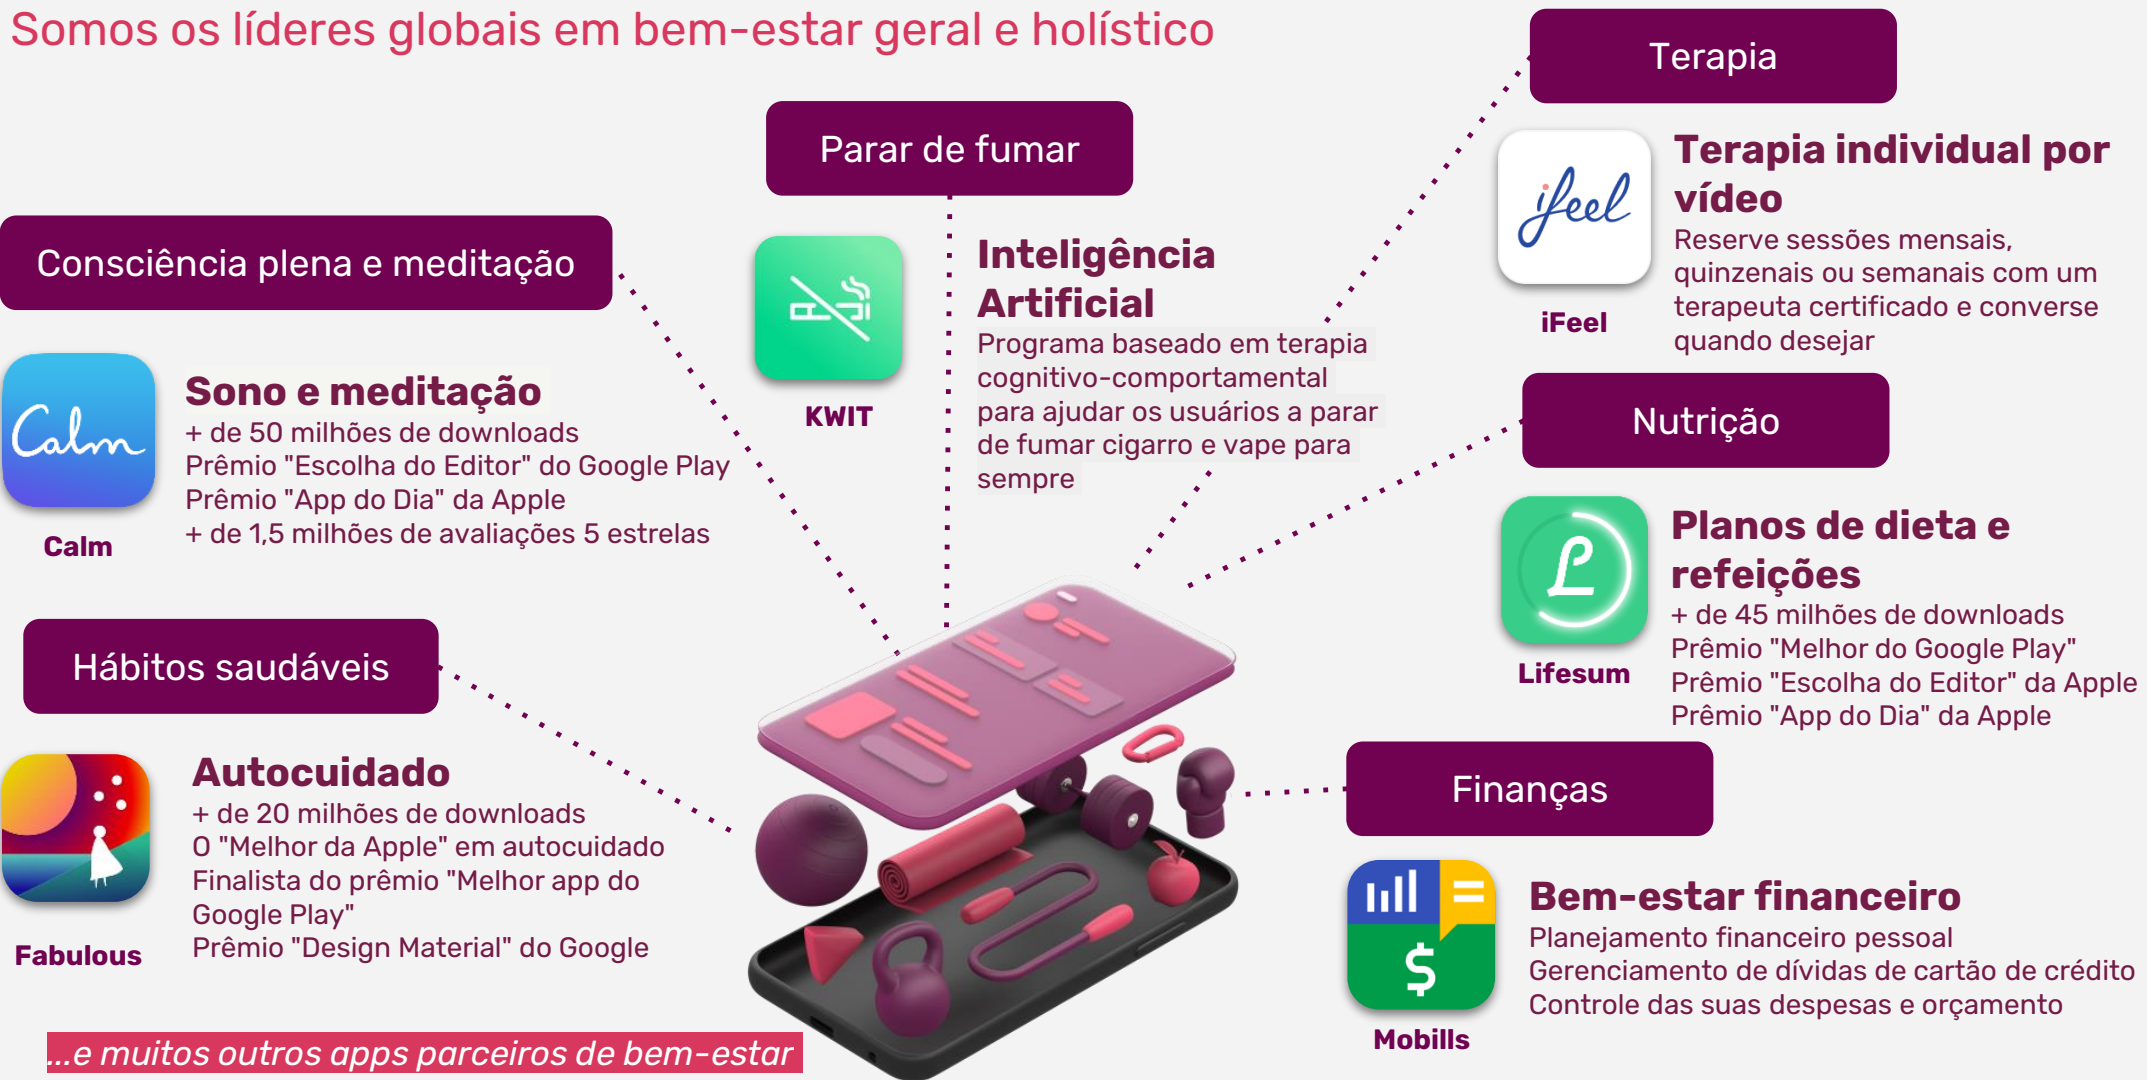 Somos os líderes globais em bem-estar geral e holístico
Consciência plena e meditação
Calm
Calm
Sono e meditação
+ de 50 milhões de downloads
Prêmio "Escolha do Editor" do Google Play
Prêmio "App do Dia" da Apple
+ de 1,5 milhões de avaliações 5 estrelas
Hábitos saudáveis
Fabulous
Autocuidado
+ de 20 milhões de downloads
O "Melhor da Apple" em autocuidado
Finalista do prêmio "Melhor app do
Google Play"
Prêmio "Design Material" do Google
...e muitos outros apps parceiros de bem-estar
Parar de fumar
KWIT
Inteligência
Artificial
Programa baseado em terapia
cognitivo-comportamental
para ajudar os usuários a parar
de fumar cigarro e vape para
sempre
Terapia
ifeel
iFeel
Terapia individual por
vídeo
Reserve sessões mensais,
quinzenais ou semanais com um
terapeuta certificado e converse
quando desejar
Nutrição
L
Lifesum
Planos de dieta e
refeições
+ de 45 milhões de downloads
Prêmio "Melhor do Google Play"
Prêmio "Escolha do Editor" da Apple
Prêmio "App do Dia" da Apple
Finanças
$
Mobills
Bem-estar financeiro
Planejamento financeiro pessoal
Gerenciamento de dívidas de cartão de crédito
Controle das suas despesas e orçamento